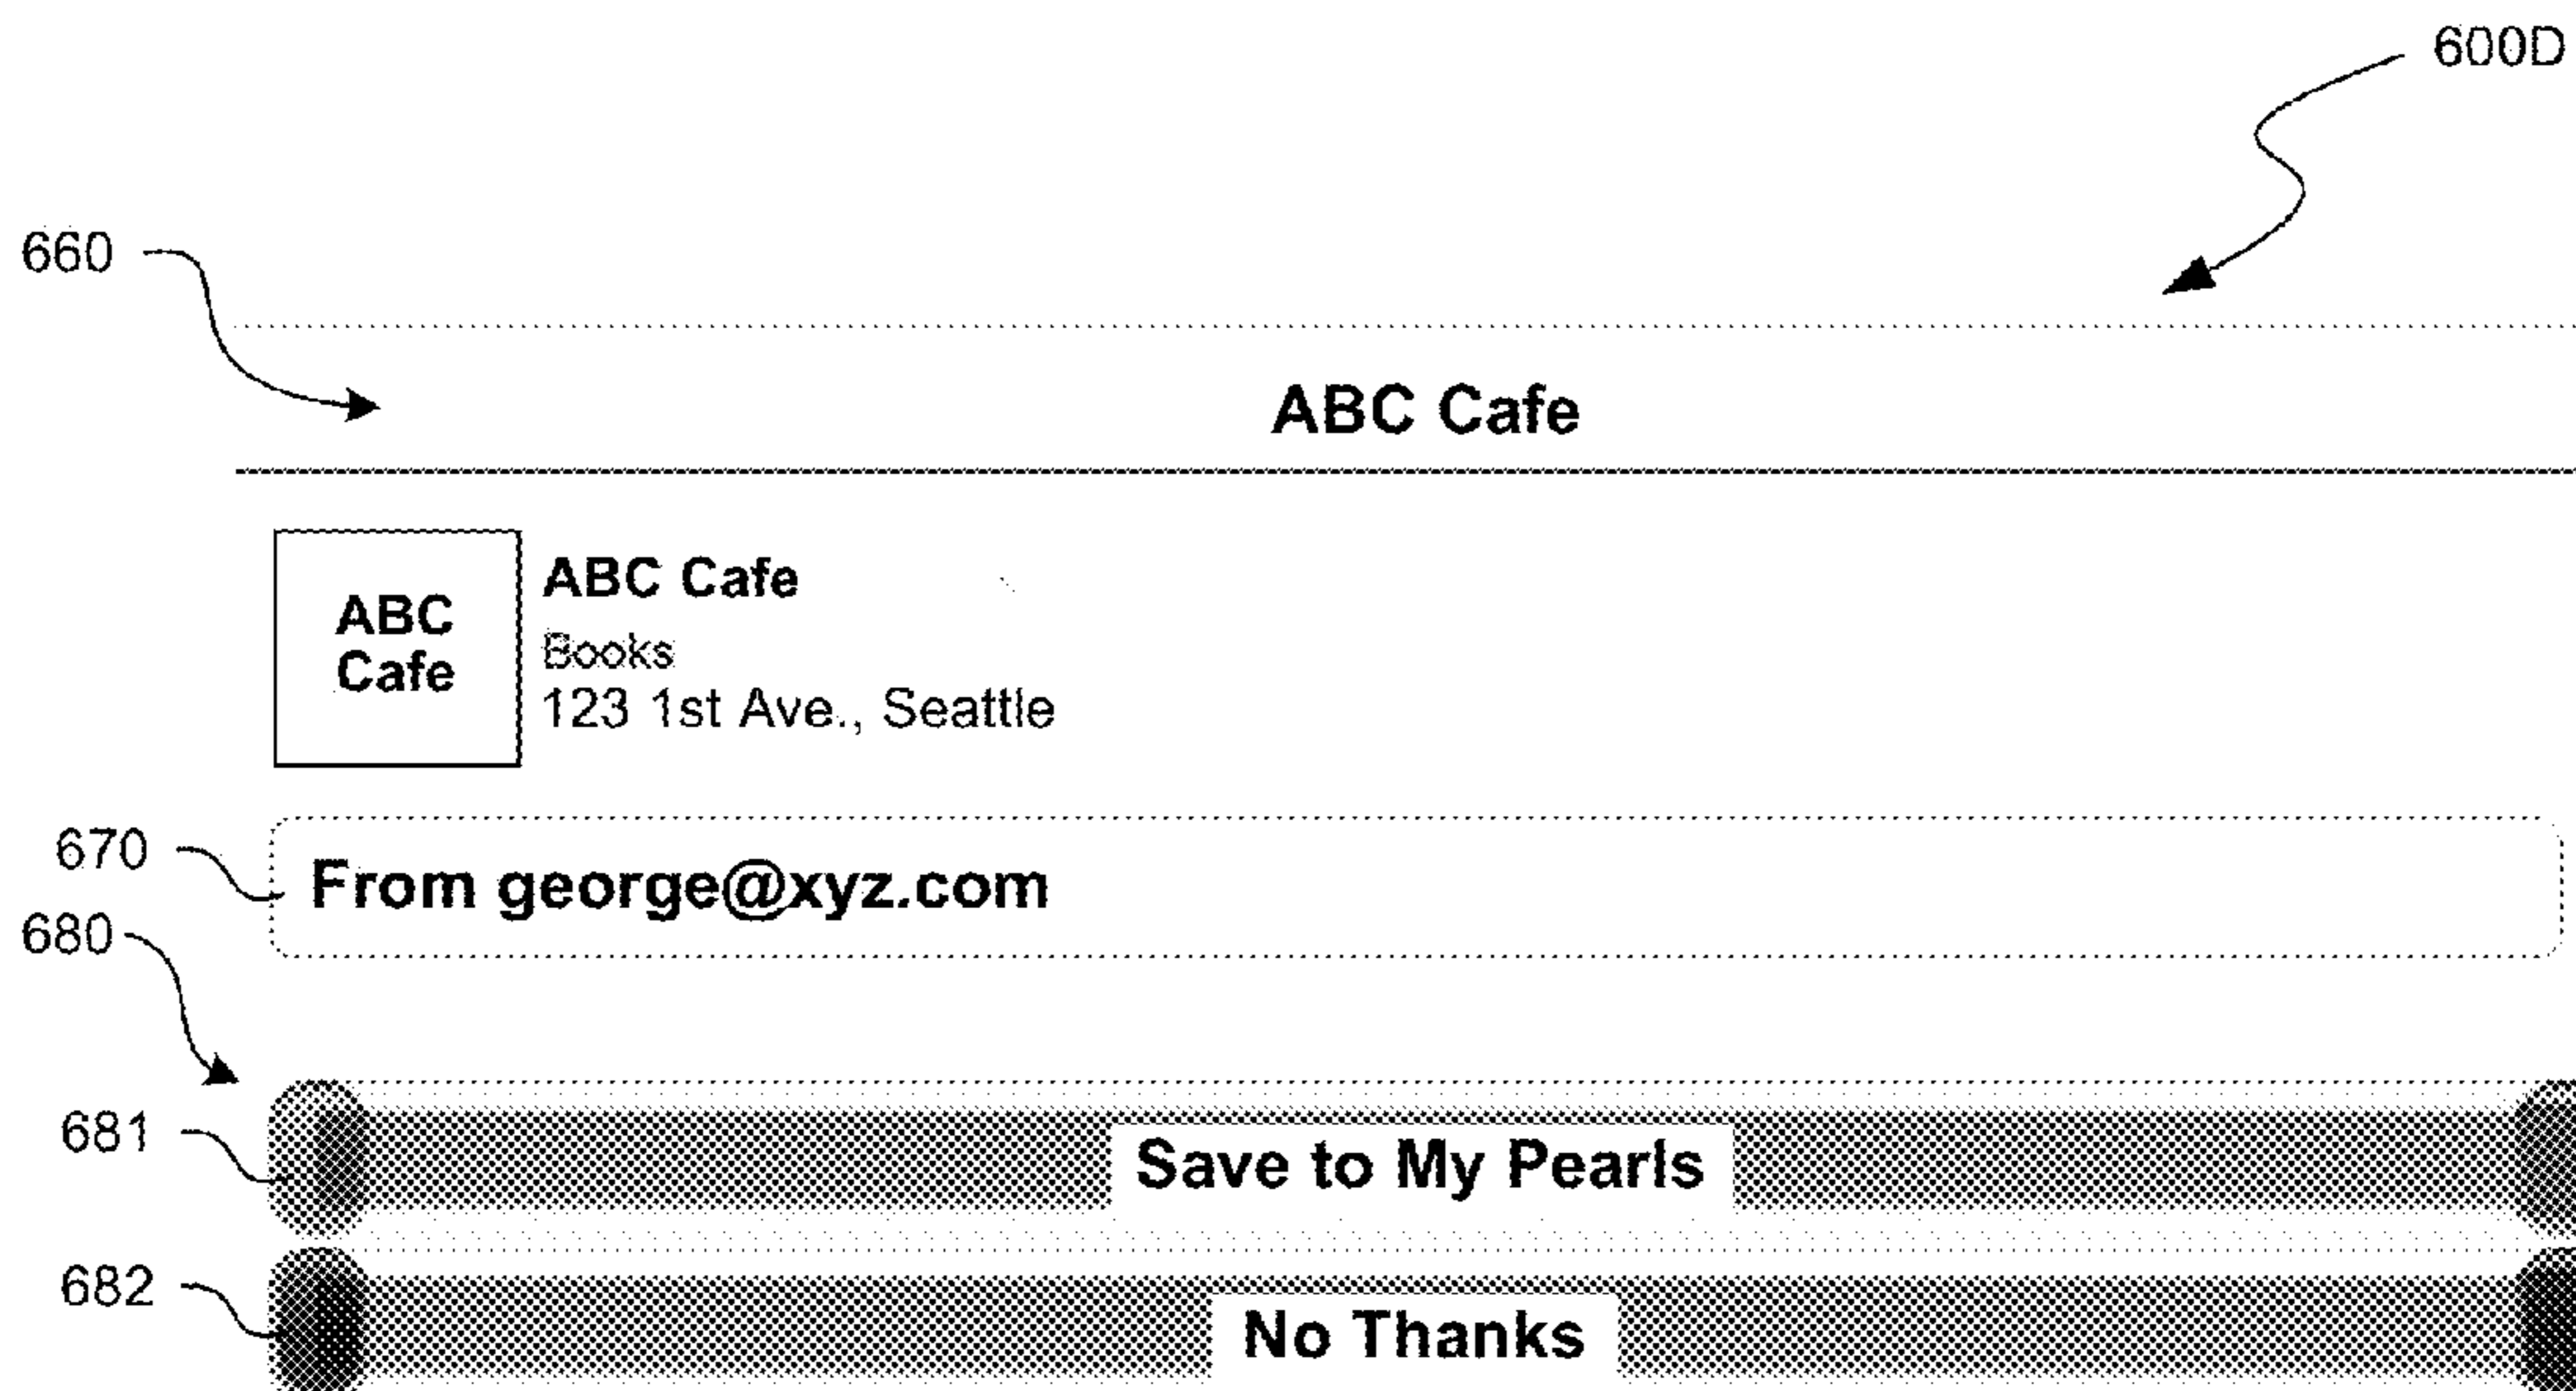 600D
660
ABC Cafe
ABC
Cafe
ABC Cafe
Books
123 1st Ave., Seattle
670
From george@xyz.com
680
681
Save to My Pearls
682
No Thanks